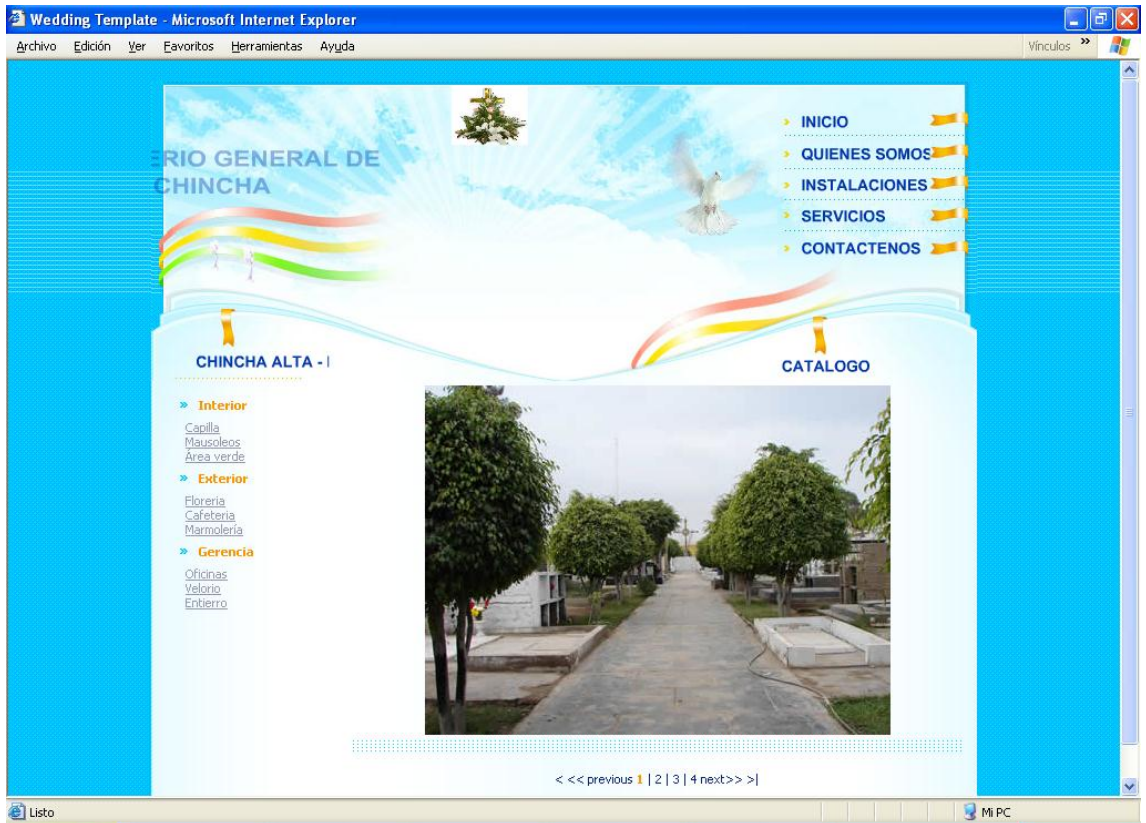 Wedding Template - Microsoft Internet Explorer
Archivo Edición Ver Favoritos Herramientas Ayuda
Vínculos »
ERIO GENERAL DE
CHINCHA
INICIO
QUIENES SOMOS
INSTALACIONES
SERVICIOS
CONTACTENOS
CHINCHA ALTA -
CATALOGO
» Interior
Capilla
Mausoleos
Área verde
» Exterior
Floreria
Cafeteria
Marmolería
» Gerencia
Oficinas
Velorio
Entierro
< << previous 1 | 2 | 3 | 4 next>> >|
Listo
Mi PC